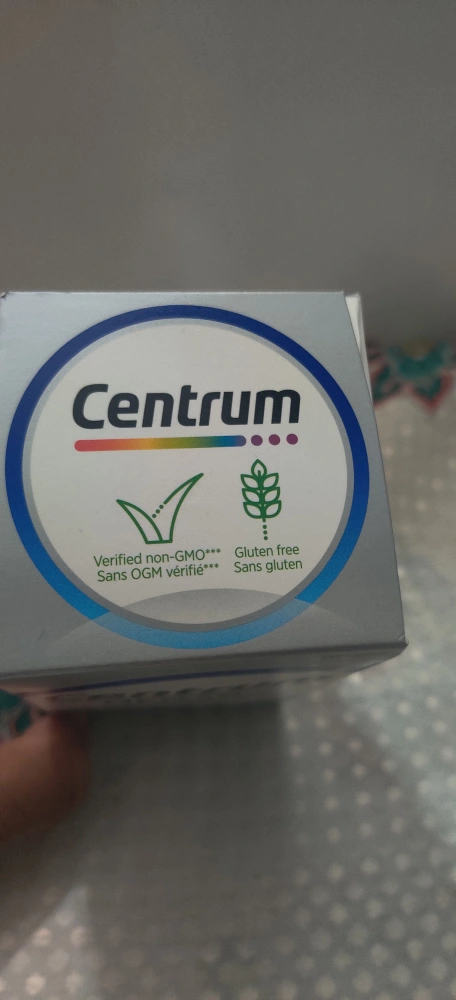 Centrum
Verified non-GMO***
Sans OGM vérifié***
Gluten free
Sans gluten